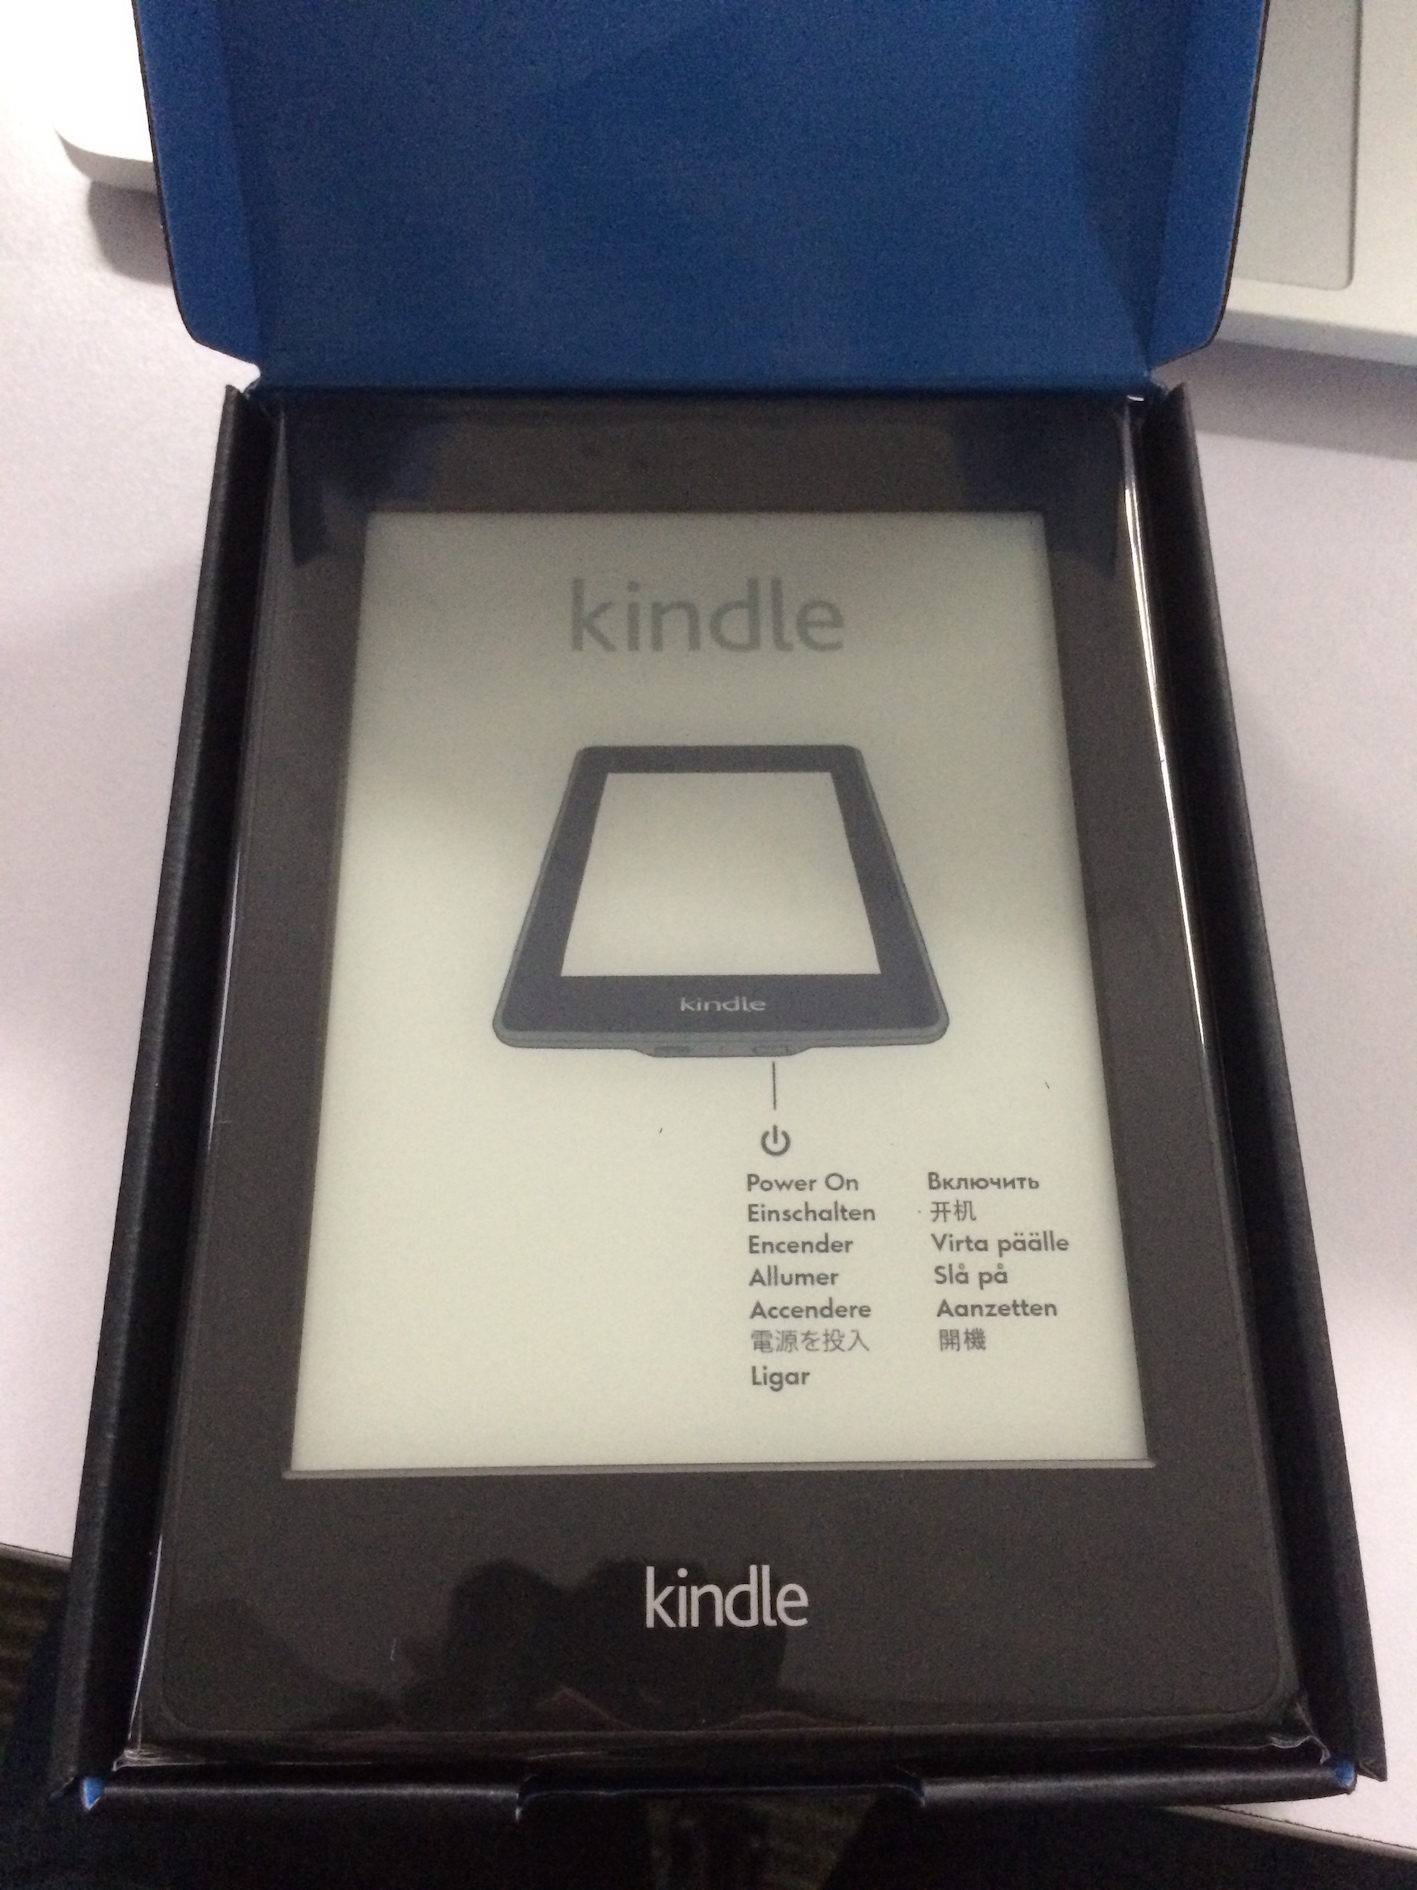 kindle
kindle
Power On
Einschalten
Encender
Allumer
Accendere
電源を投入
Ligar
Включить
开机
Virta päälle
Slå på
Aanzetten
開機
kindle